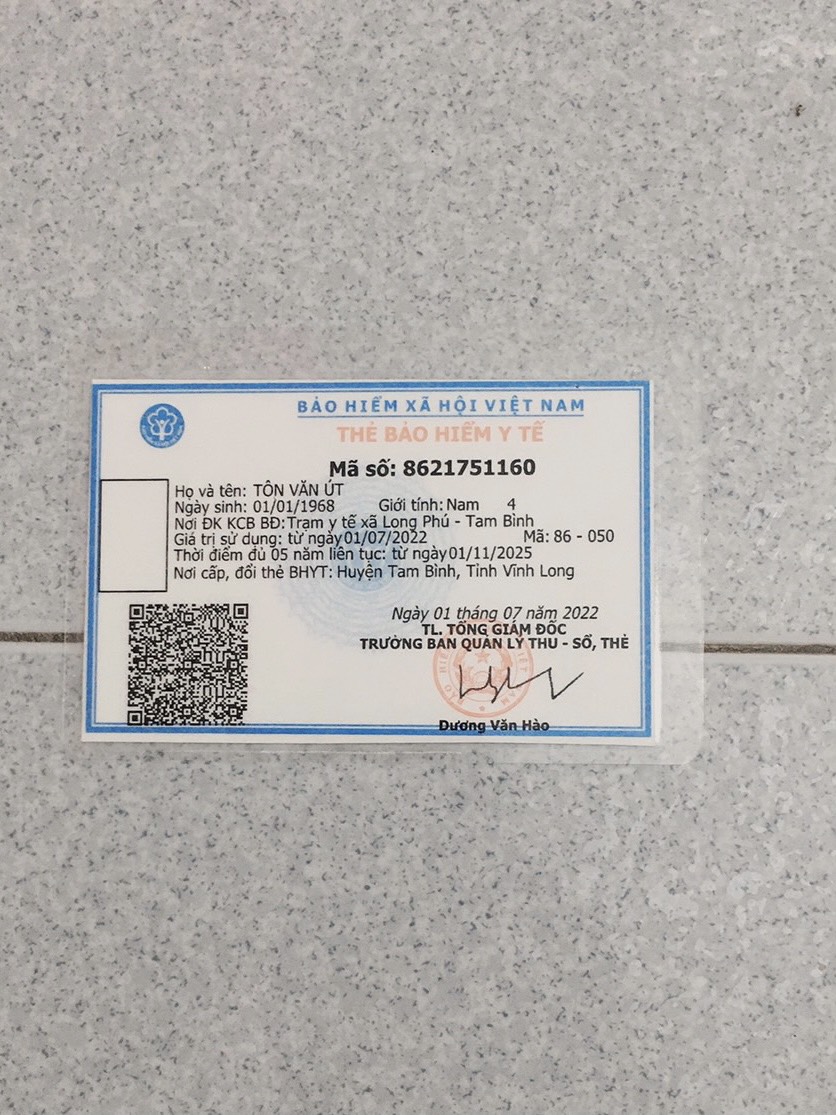 BẢO HIỂM XÃ HỘI VIỆT NAM
THẺ BẢO HIỂM Y TẾ
Mã số: 8621751160
Họ và tên: TÔN VĂN ÚT
Ngày sinh: 01/01/1968 Giới tính: Nam 4
Nơi ĐK KCB BĐ: Trạm y tế xã Long Phú - Tam Bình
Giá trị sử dụng: từ ngày 01/07/2022 Mã: 86 - 050
Thời điểm đủ 05 năm liên tục: từ ngày 01/11/2025
Nơi cấp, đổi thẻ BHYT: Huyện Tam Bình, Tỉnh Vĩnh Long
Ngày 01 tháng 07 năm 2022
TL. TỔNG GIÁM ĐỐC
TRƯỞNG BAN QUẢN LÝ THU - SỔ, THẺ
Dương Văn Hào